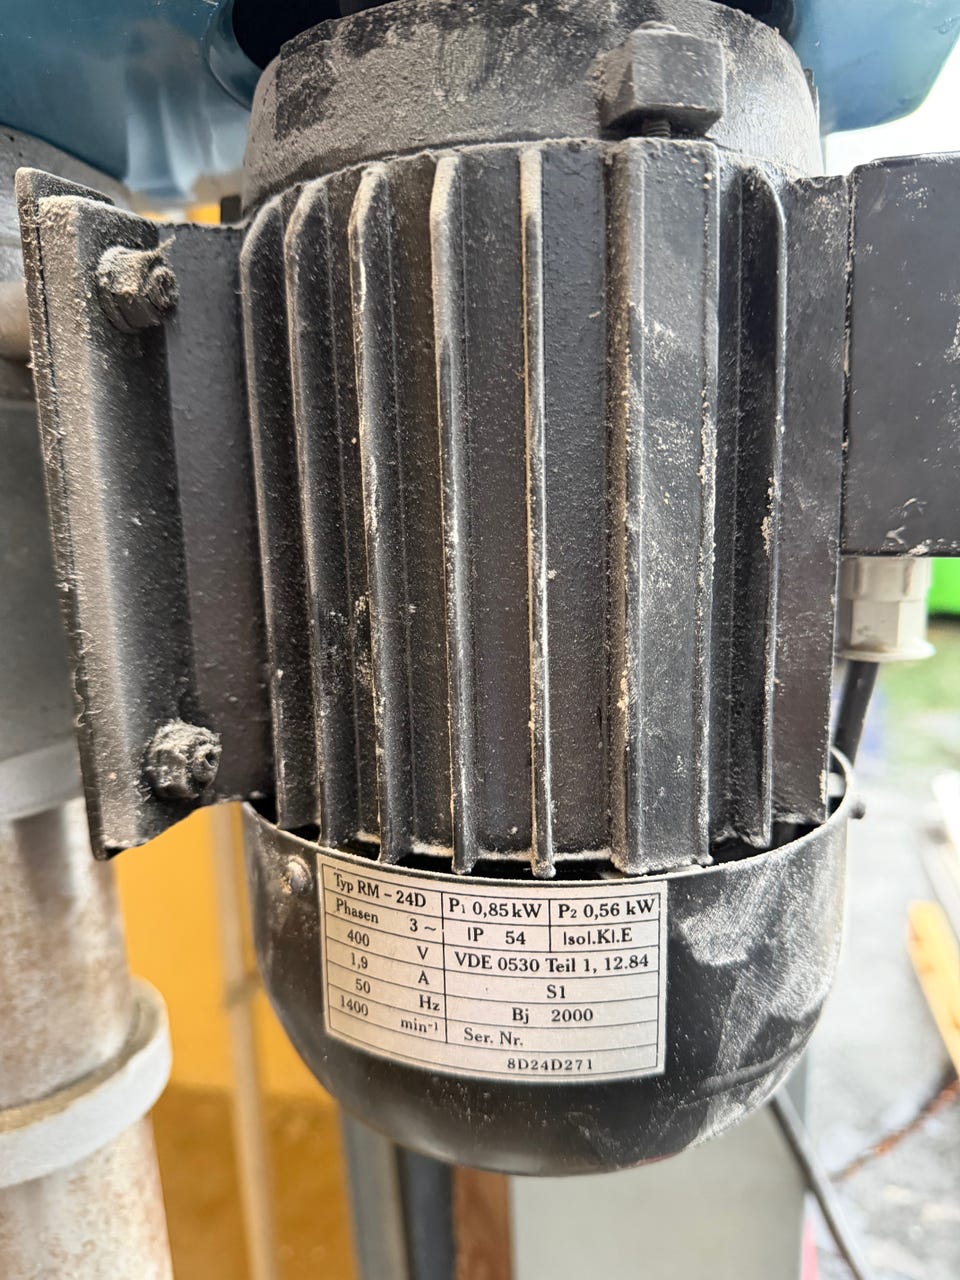 Typ RM – 24D
P1 0,85 kW
P2 0,56 kW
Phasen 3 ~
IP 54
Isol.Kl.E
400 V
VDE 0530 Teil 1, 12.84
1,9 A
S1
50 Hz
Bj 2000
1400 min⁻¹
Ser. Nr.
8D24D271